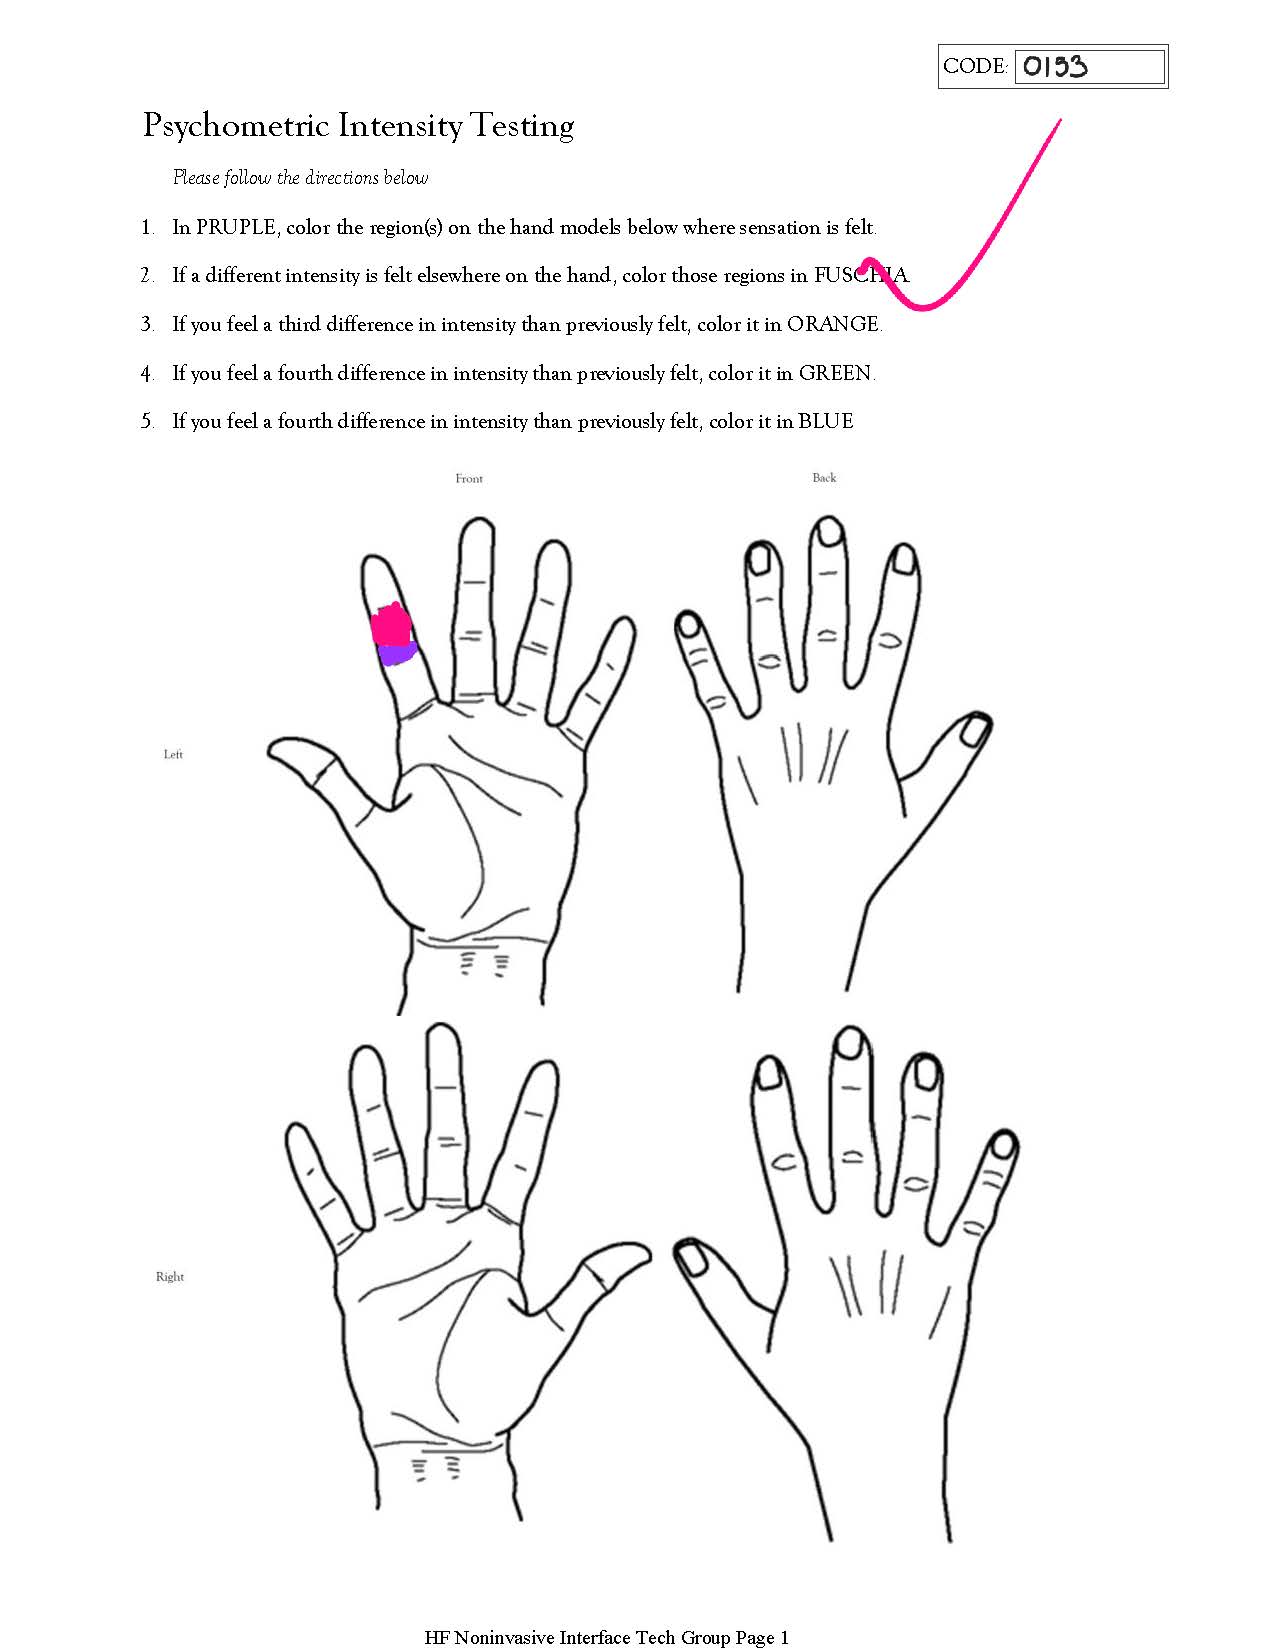 CODE: 0153
Psychometric Intensity Testing
Please follow the directions below
1. In PRUPLE, color the region(s) on the hand models below where sensation is felt.
2. If a different intensity is felt elsewhere on the hand, color those regions in FUSCHIA
3. If you feel a third difference in intensity than previously felt, color it in ORANGE.
4. If you feel a fourth difference in intensity than previously felt, color it in GREEN.
5. If you feel a fourth difference in intensity than previously felt, color it in BLUE
Front Back
Left
Right
HF Noninvasive Interface Tech Group Page 1